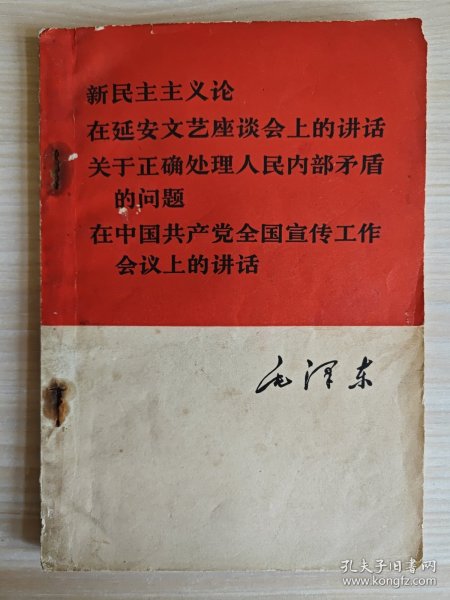 新民主主义论
在延安文艺座谈会上的讲话
关于正确处理人民内部矛盾
的问题
在中国共产党全国宣传工作
会议上的讲话
毛泽东
孔夫子旧书网
www.kongfz.com